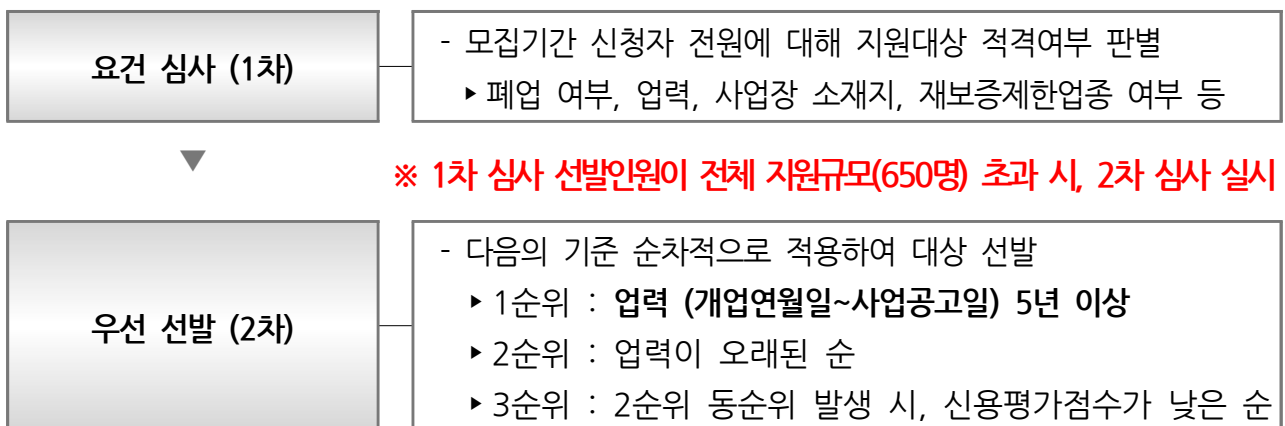 요건 심사 (1차)
- 모집기간 신청자 전원에 대해 지원대상 적격여부 판별
▸폐업 여부, 업력, 사업장 소재지, 재보증제한업종 여부 등
▼
※ 1차 심사 선발인원이 전체 지원규모(650명) 초과 시, 2차 심사 실시
우선 선발 (2차)
- 다음의 기준 순차적으로 적용하여 대상 선발
▸1순위 : 업력 (개업연월일~사업공고일) 5년 이상
▸2순위 : 업력이 오래된 순
▸3순위 : 2순위 동순위 발생 시, 신용평가점수가 낮은 순